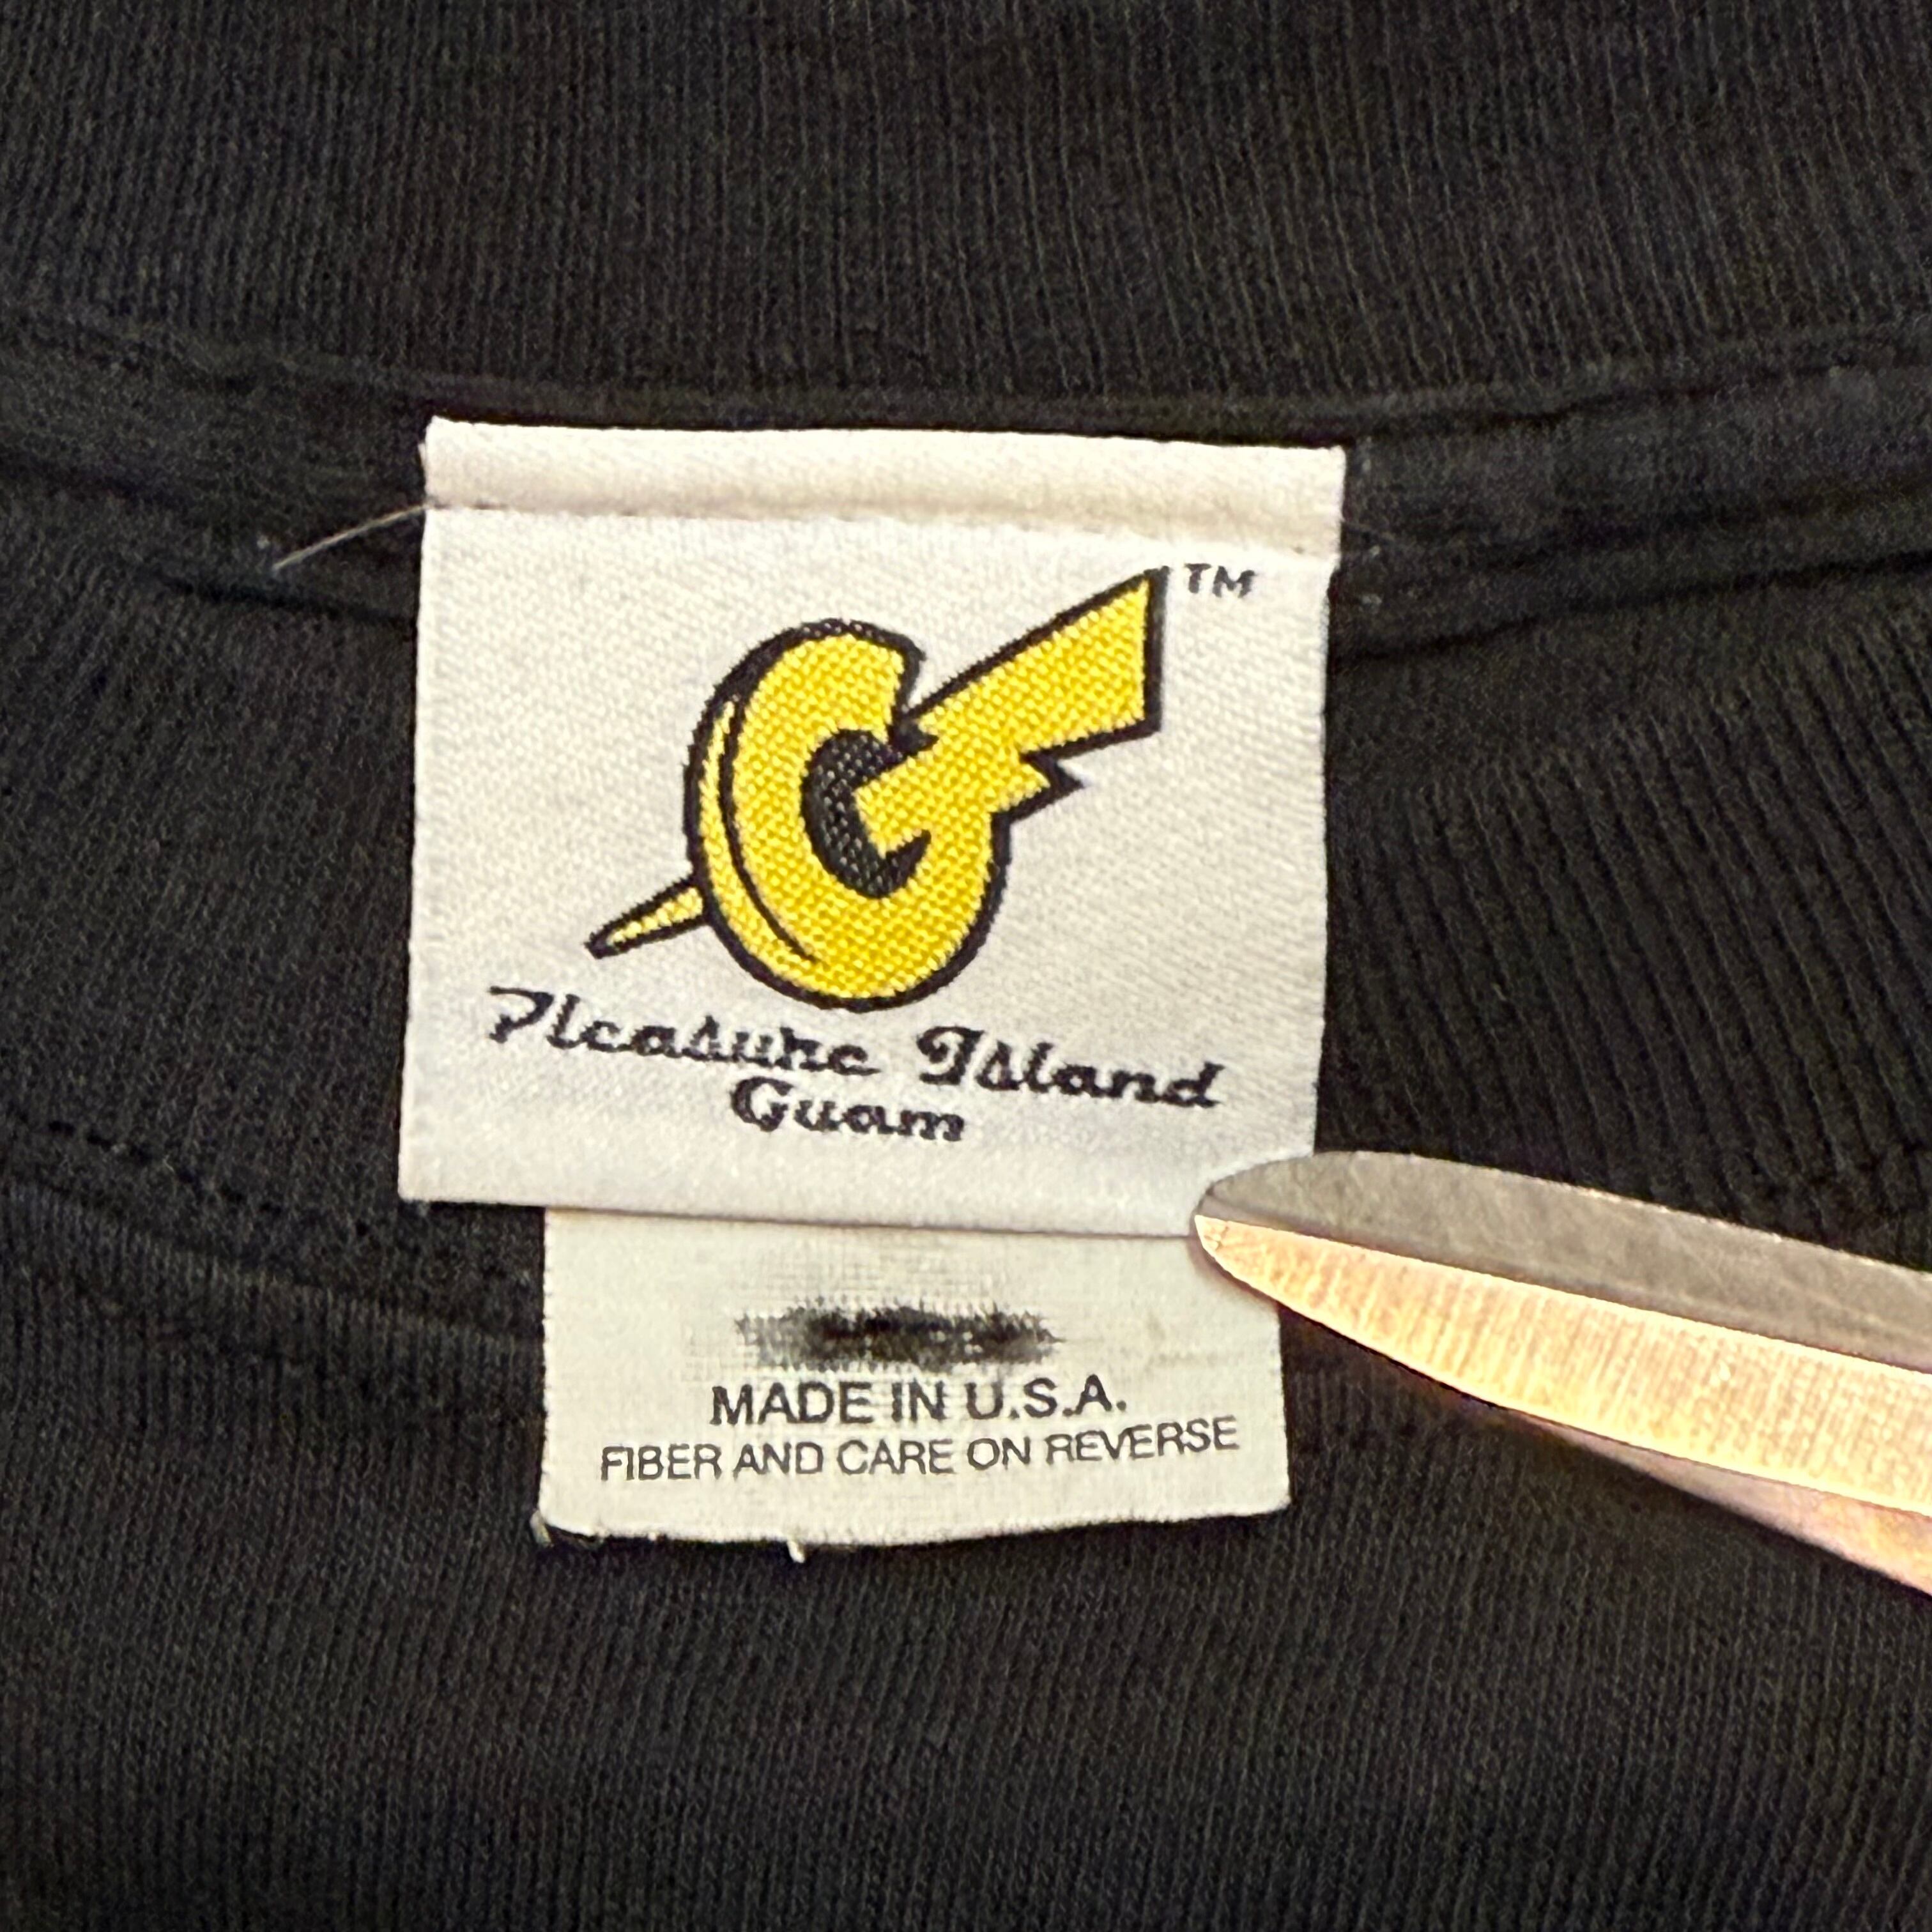 G TM
Pleasure Island
Guam
MADE IN U.S.A.
FIBER AND CARE ON REVERSE